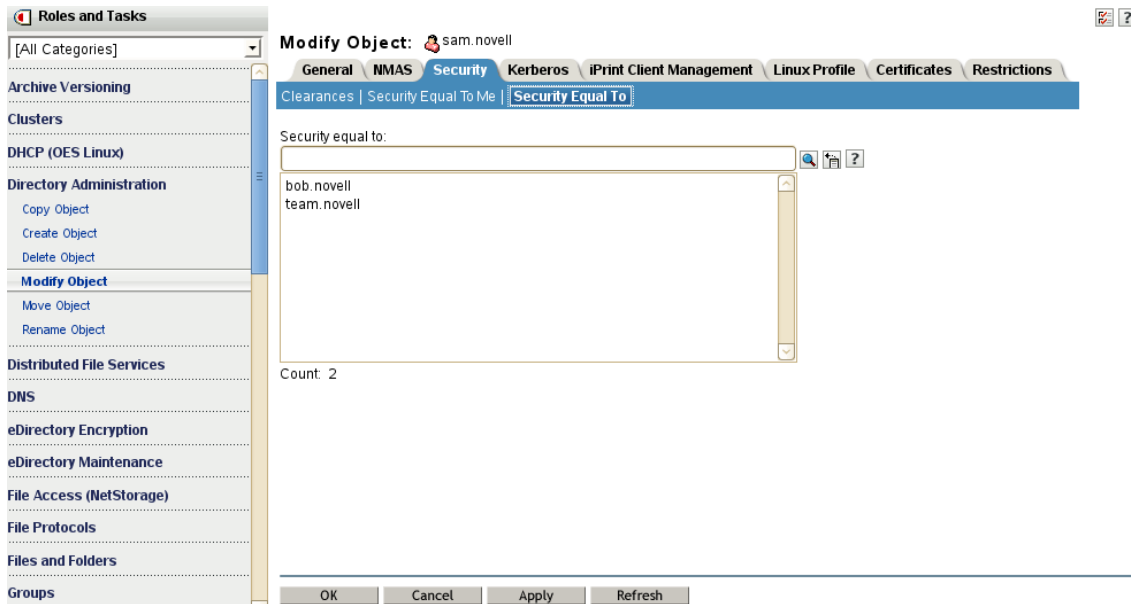 Roles and Tasks
[All Categories]
Archive Versioning
Clusters
DHCP (OES Linux)
Directory Administration
Copy Object
Create Object
Delete Object
Modify Object
Move Object
Rename Object
Distributed File Services
DNS
eDirectory Encryption
eDirectory Maintenance
File Access (NetStorage)
File Protocols
Files and Folders
Groups
?
Modify Object: sam.novell
General NMAS Security Kerberos iPrint Client Management Linux Profile Certificates Restrictions
Clearances | Security Equal To Me | Security Equal To
Security equal to:
?
bob.novell
team.novell
Count: 2
OK Cancel Apply Refresh